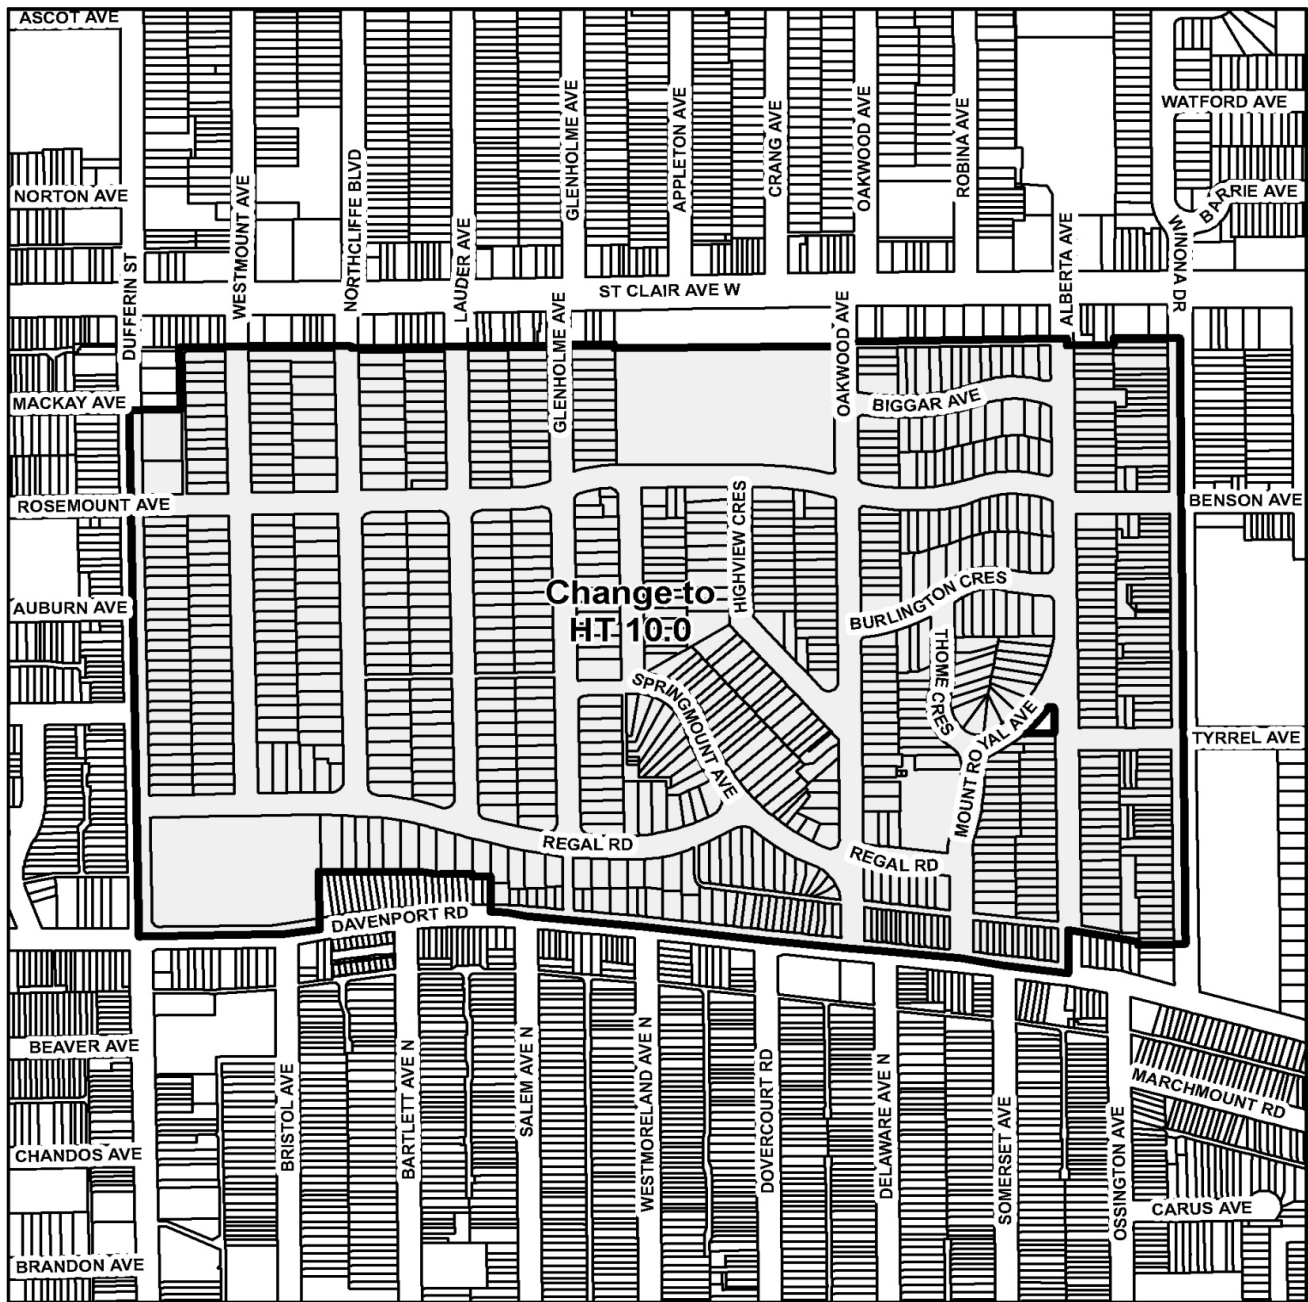 ASCOT AVE
WATFORD AVE
NORTON AVE
BARRIE AVE
WESTMOUNT AVE
NORTHCLIFFE BLVD
LAUDER AVE
GLENHOLME AVE
APPLETON AVE
CRANG AVE
OAKWOOD AVE
ROBINA AVE
ALBERTA AVE
WINONA DR
DUFFERIN ST
ST CLAIR AVE W
GLENHOLME AVE
OAKWOOD AVE
MACKAY AVE
BIGGAR AVE
ROSEMOUNT AVE
BENSON AVE
HIGHVIEW CRES
Change to
HT 10.0
AUBURN AVE
BURLINGTON CRES
THOME CRES
SPRINGMOUNT AVE
MOUNT ROYAL AVE
TYRREL AVE
REGAL RD
REGAL RD
DAVENPORT RD
BEAVER AVE
BRISTOL AVE
BARTLETT AVE N
SALEM AVE N
WESTMORELAND AVE N
DOVERCOURT RD
DELAWARE AVE N
SOMERSET AVE
OSSINGTON AVE
MARCHMOUNT RD
CHANDOS AVE
CARUS AVE
BRANDON AVE